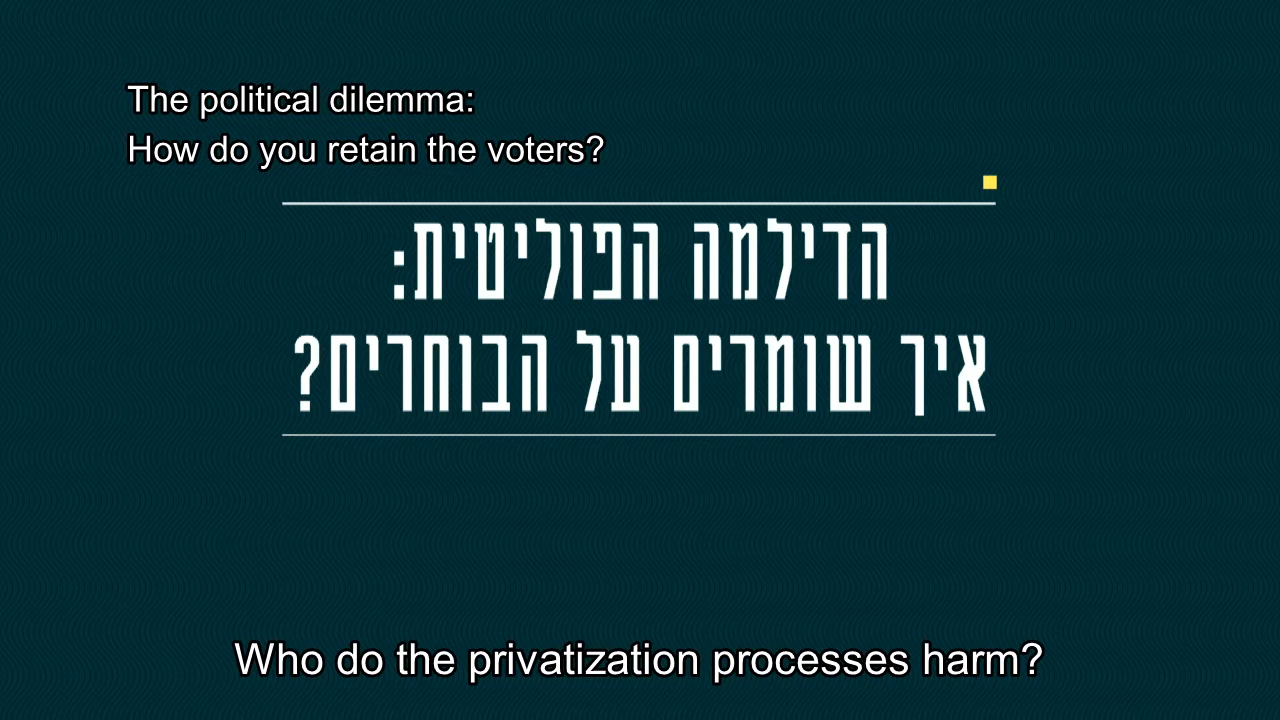 The political dilemma:
How do you retain the voters?
הדילמה הפוליטית:
איך שומרים על הבוחרים?
Who do the privatization processes harm?